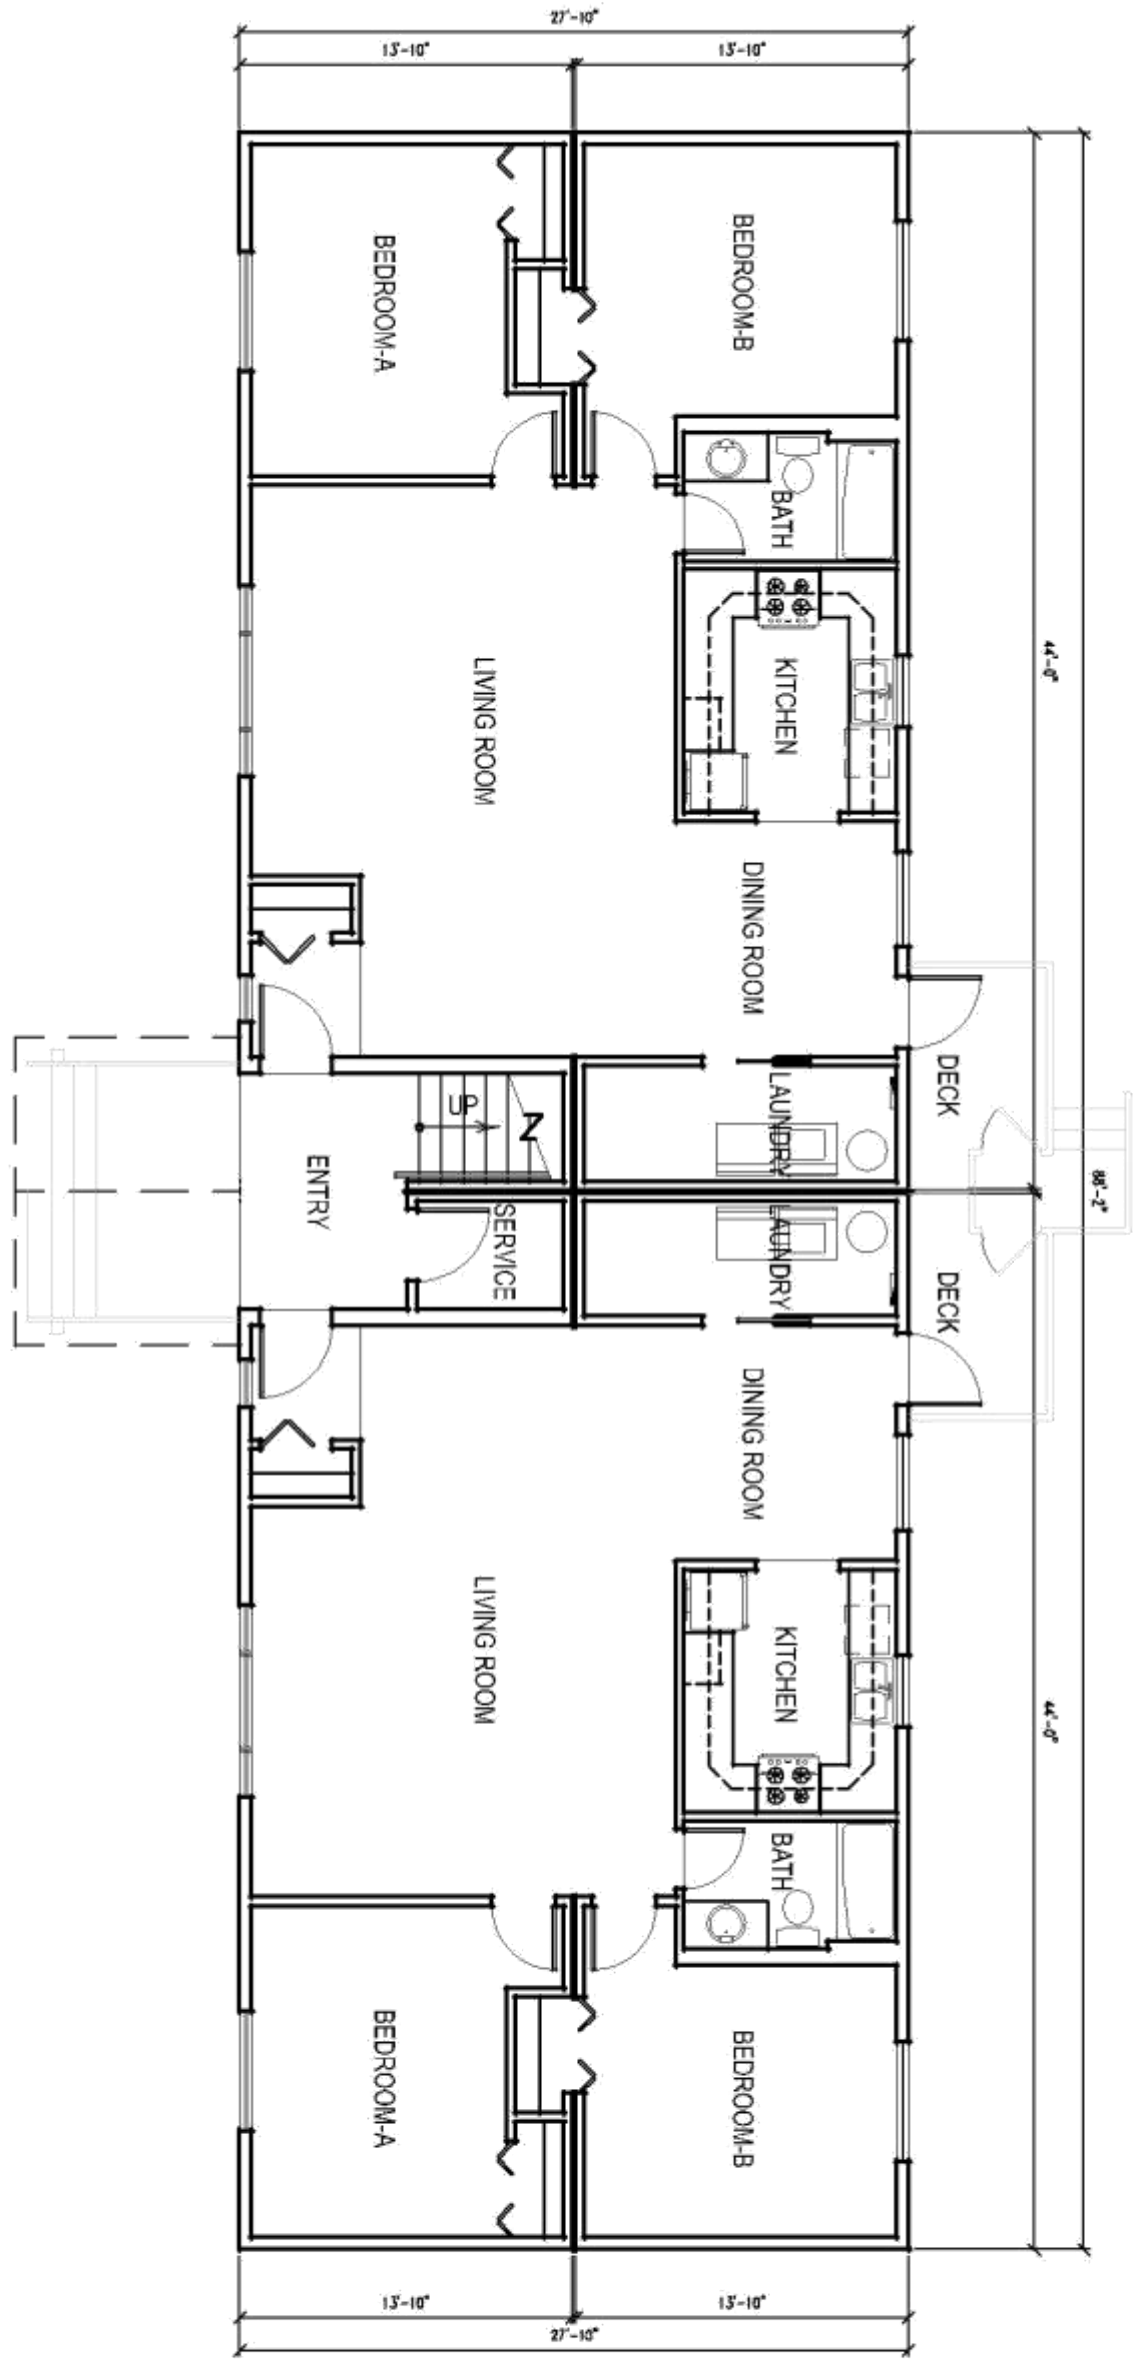 27'-10"
13'-10"
13'-10"
BEDROOM-A
BEDROOM-B
BATH
44'-0"
LIVING ROOM
KITCHEN
DINING ROOM
DECK
UP
LAUNDRY
ENTRY
88'-2"
SERVICE
LAUNDRY
DECK
DINING ROOM
LIVING ROOM
KITCHEN
44'-0"
BATH
BEDROOM-A
BEDROOM-B
13'-10"
13'-10"
27'-10"